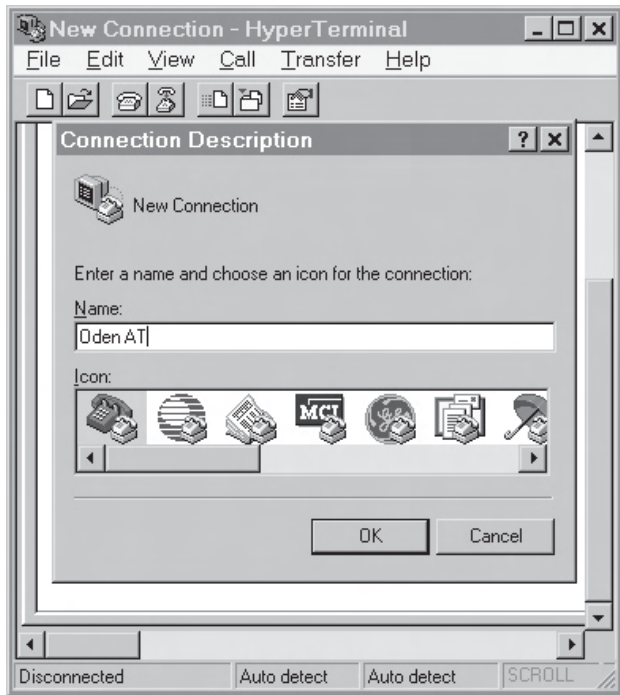 New Connection - HyperTerminal
File Edit View Call Transfer Help
Connection Description
New Connection
Enter a name and choose an icon for the connection:
Name:
Oden AT
Icon:
MCI
OK Cancel
Disconnected Auto detect Auto detect SCROLL